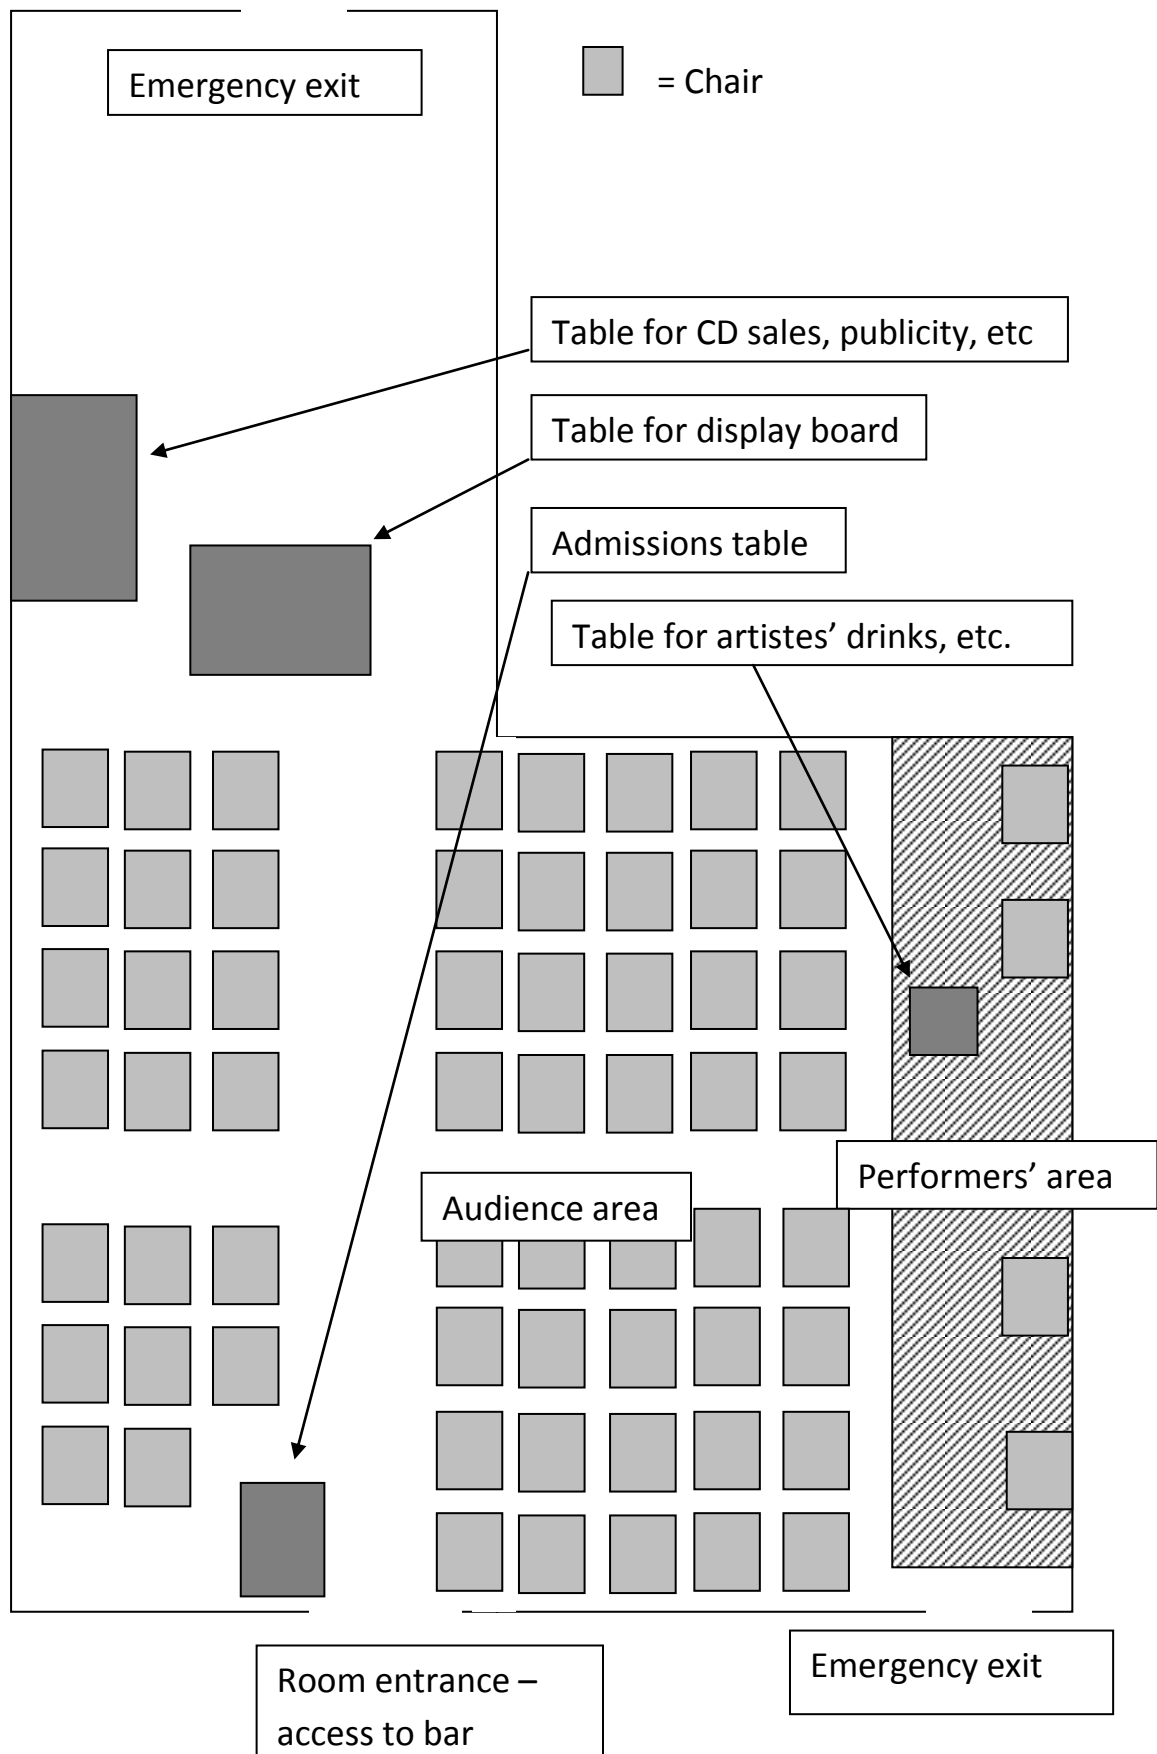 Emergency exit
= Chair
Table for CD sales, publicity, etc
Table for display board
Admissions table
Table for artistes’ drinks, etc.
Performers’ area
Audience area
Room entrance –
access to bar
Emergency exit